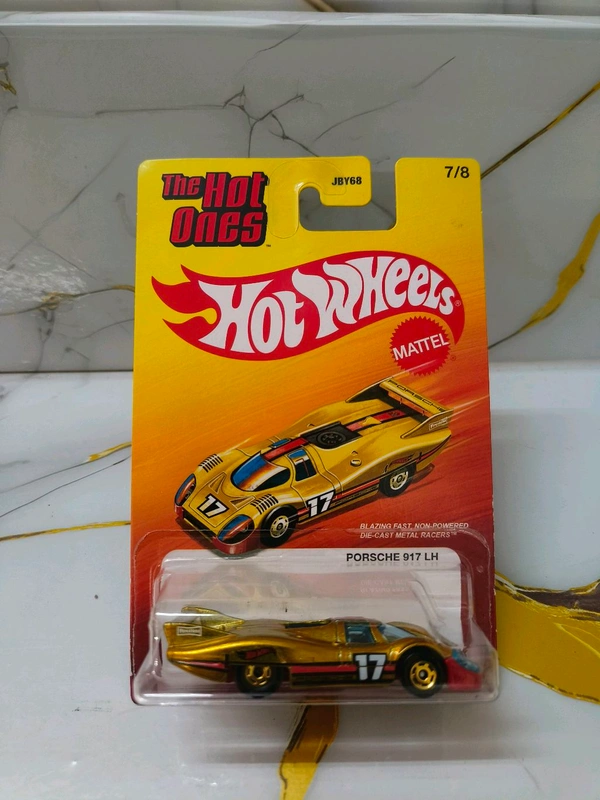 The Hot
Ones™
JBY68
7/8
Hot Wheels®
MATTEL
17
17
BLAZING FAST, NON-POWERED
DIE-CAST METAL RACERS™
PORSCHE 917 LH
17